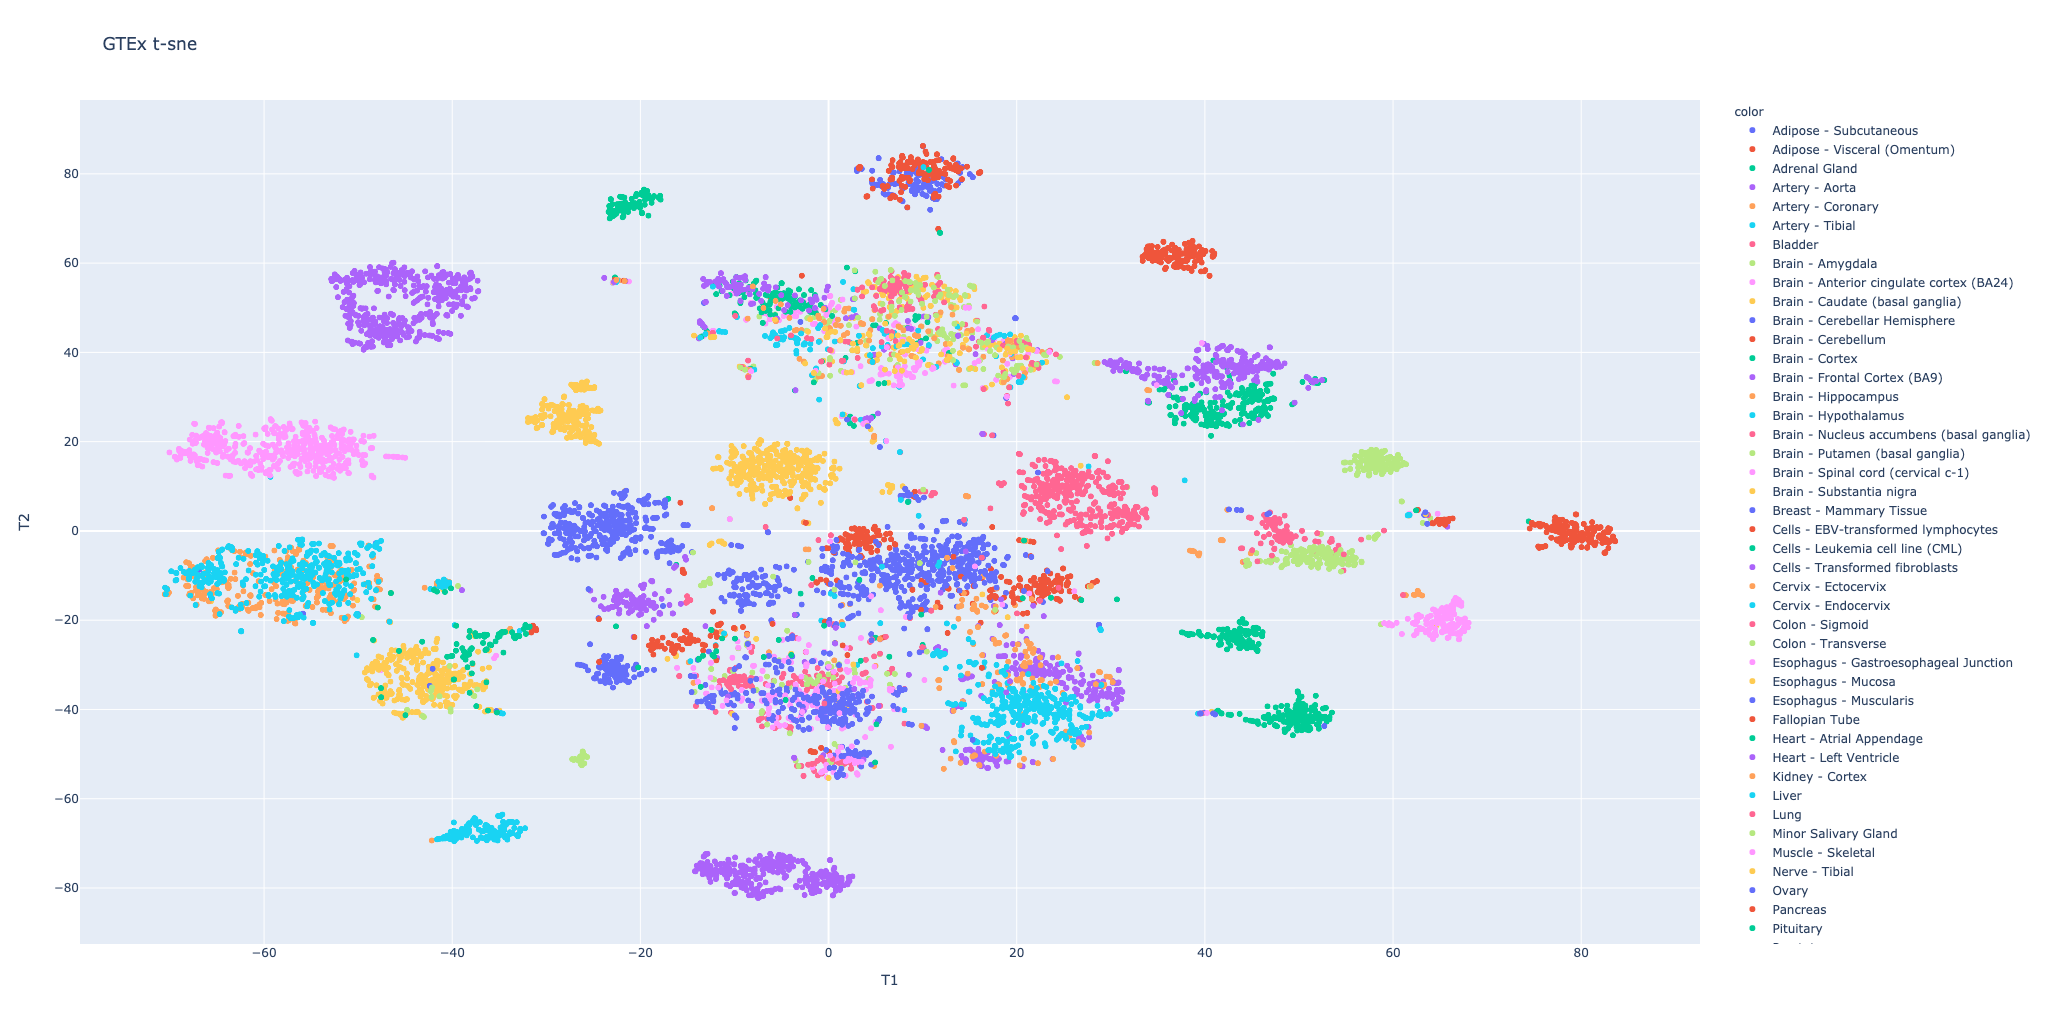 GTEx t-sne
color
Adipose - Subcutaneous
Adipose - Visceral (Omentum)
Adrenal Gland
Artery - Aorta
Artery - Coronary
Artery - Tibial
Bladder
Brain - Amygdala
Brain - Anterior cingulate cortex (BA24)
Brain - Caudate (basal ganglia)
Brain - Cerebellar Hemisphere
Brain - Cerebellum
Brain - Cortex
Brain - Frontal Cortex (BA9)
Brain - Hippocampus
Brain - Hypothalamus
Brain - Nucleus accumbens (basal ganglia)
Brain - Putamen (basal ganglia)
Brain - Spinal cord (cervical c-1)
Brain - Substantia nigra
Breast - Mammary Tissue
Cells - EBV-transformed lymphocytes
Cells - Leukemia cell line (CML)
Cells - Transformed fibroblasts
Cervix - Ectocervix
Cervix - Endocervix
Colon - Sigmoid
Colon - Transverse
Esophagus - Gastroesophageal Junction
Esophagus - Mucosa
Esophagus - Muscularis
Fallopian Tube
Heart - Atrial Appendage
Heart - Left Ventricle
Kidney - Cortex
Liver
Lung
Minor Salivary Gland
Muscle - Skeletal
Nerve - Tibial
Ovary
Pancreas
Pituitary
80
60
40
20
0
−20
−40
−60
−80
T2
−60 −40 −20 0 20 40 60 80
T1